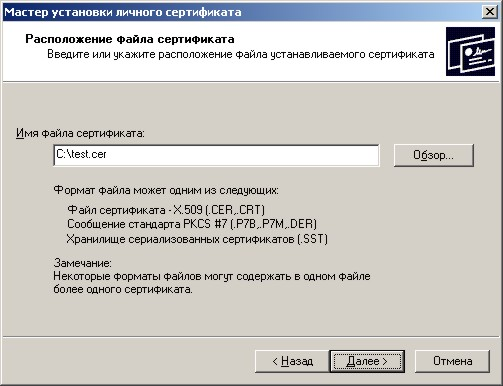 Мастер установки личного сертификата
Расположение файла сертификата
Введите или укажите расположение файла устанавливаемого сертификата
Имя файла сертификата:
C:\test.cer
Обзор...
Формат файла может одним из следующих:
Файл сертификата - X.509 (.CER,.CRT)
Сообщение стандарта PKCS #7 (.P7B,.P7M,.DER)
Хранилище сериализованных сертификатов (.SST)
Замечание:
Некоторые форматы файлов могут содержать в одном файле
более одного сертификата.
< Назад
Далее >
Отмена